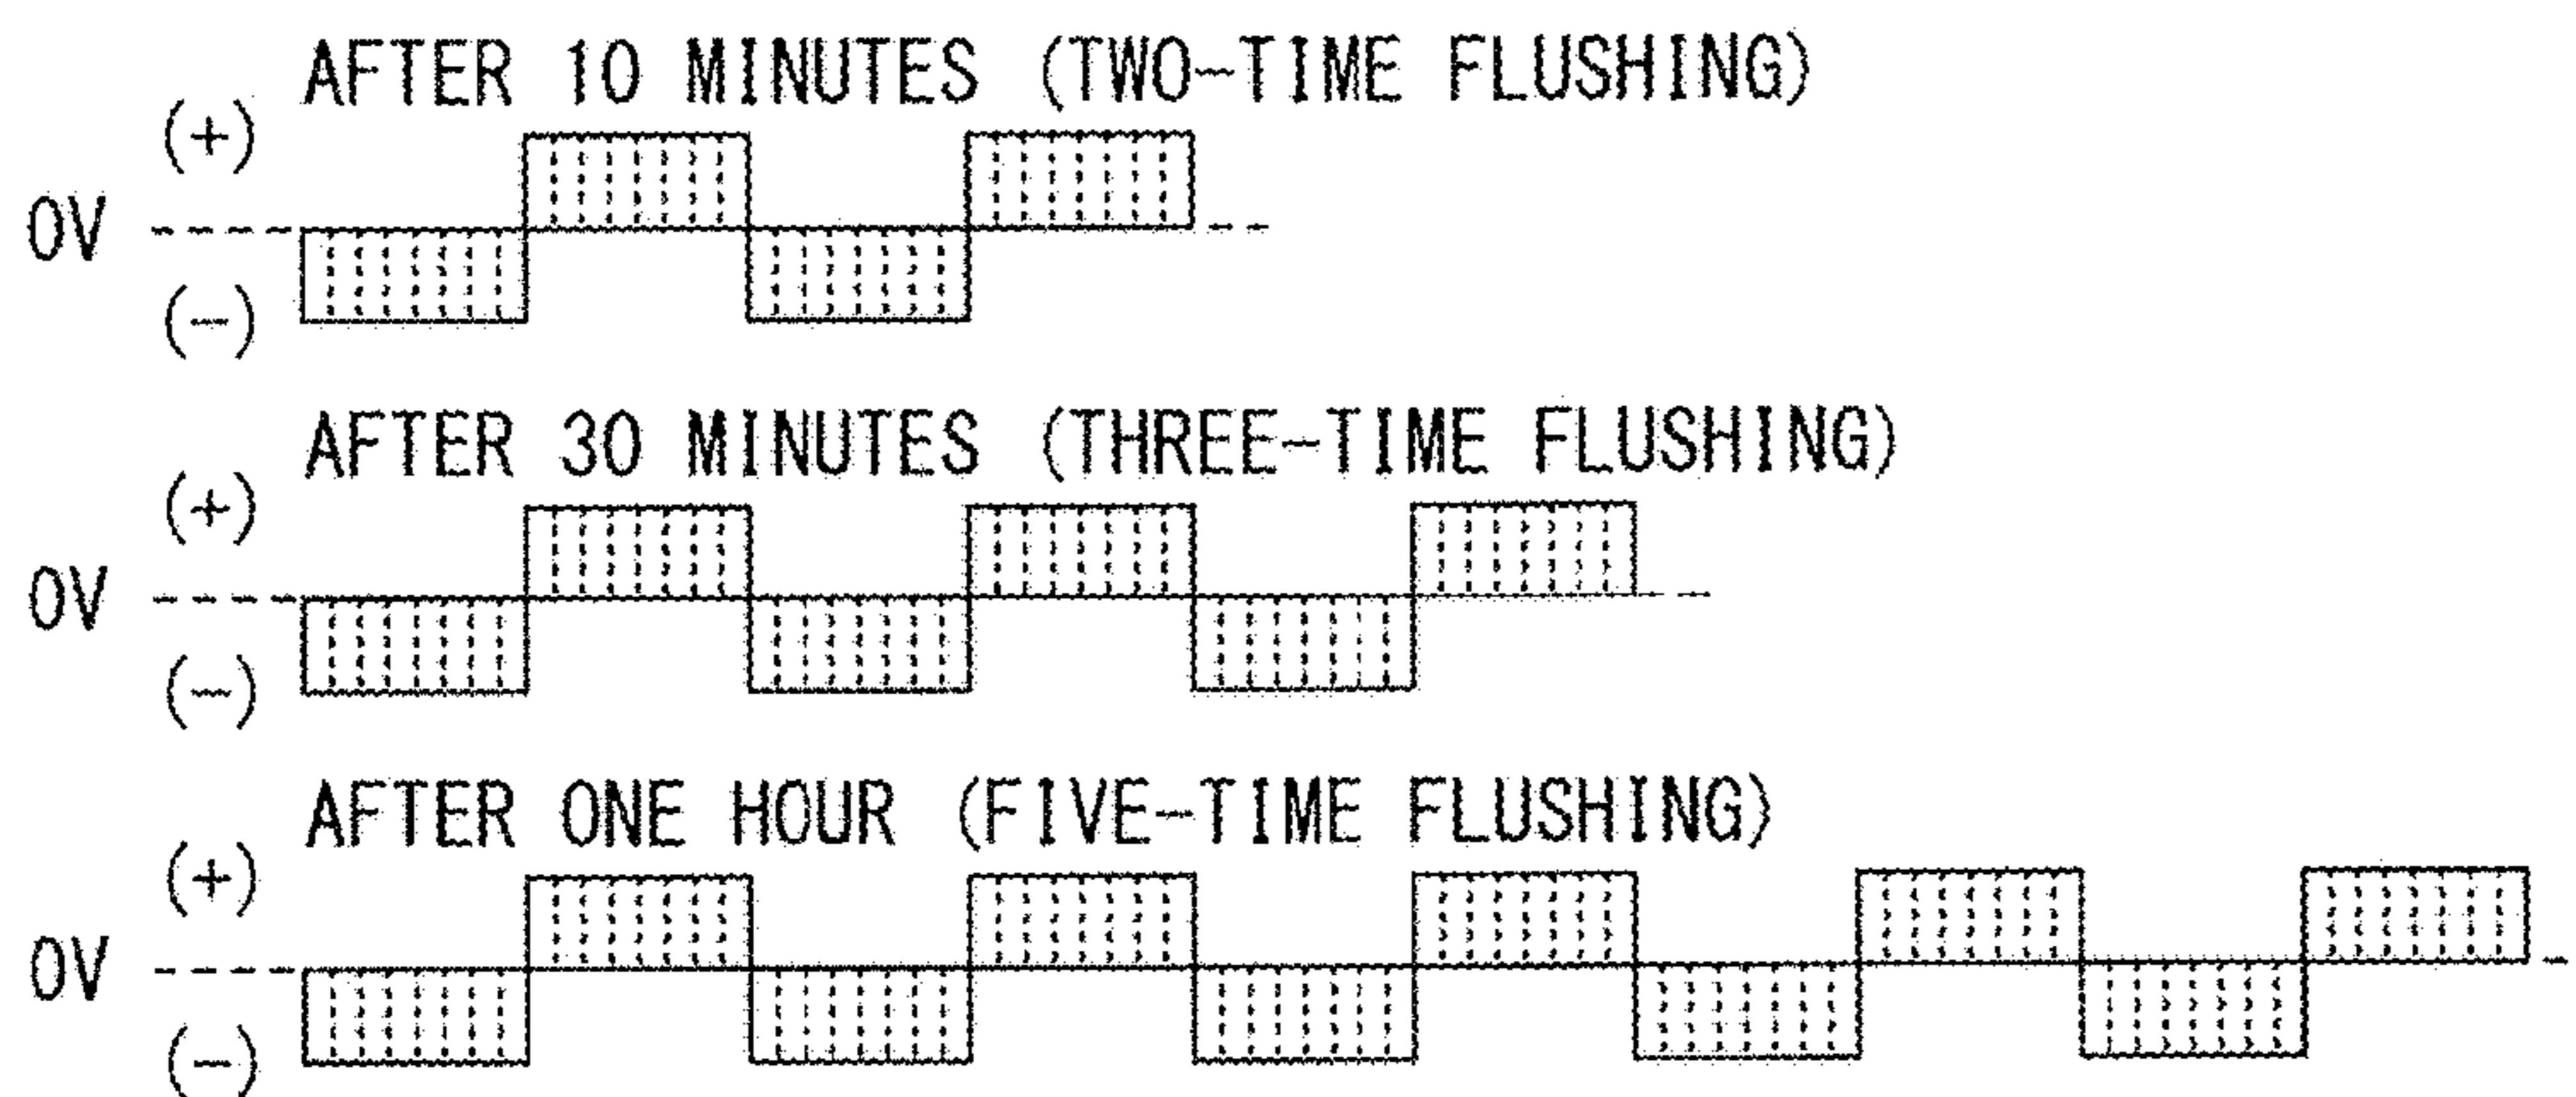 AFTER 10 MINUTES (TWO-TIME FLUSHING)
(+)
0V
(-)
AFTER 30 MINUTES (THREE-TIME FLUSHING)
(+)
0V
(-)
AFTER ONE HOUR (FIVE-TIME FLUSHING)
(+)
0V
(-)